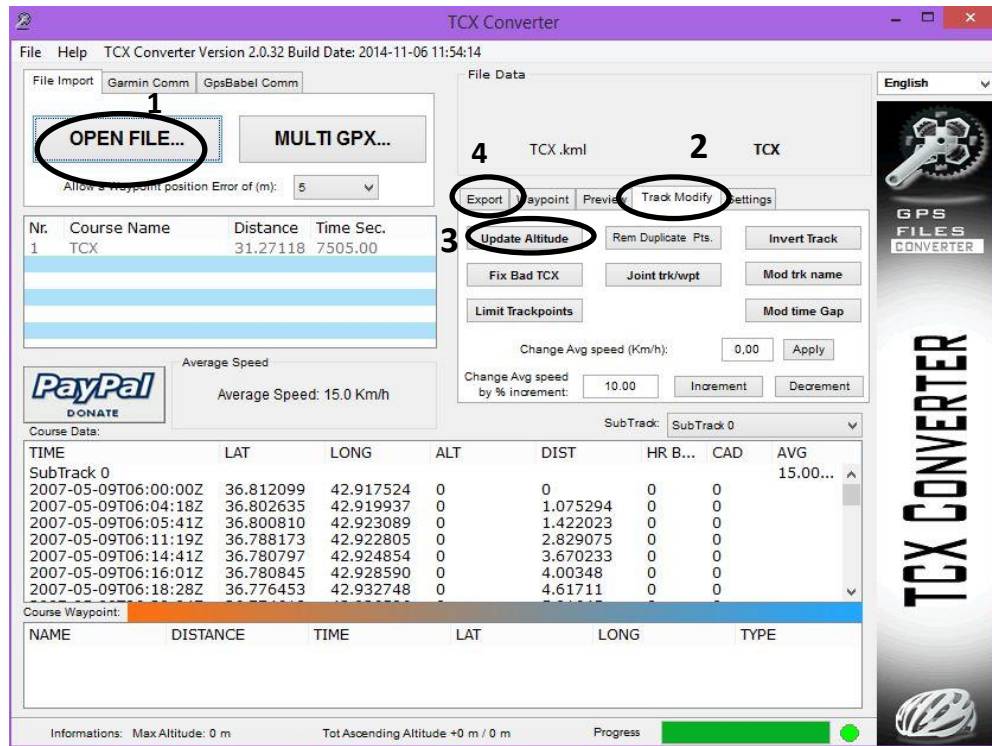 TCX Converter
File Help TCX Converter Version 2.0.32 Build Date: 2014-11-06 11:54:14
File Import Garmin Comm GpsBabel Comm
1
OPEN FILE...
MULTI GPX...
Allow a Waypoint position Error of (m): 5
File Data
TCX .kml
TCX
English
4
2
Export Waypoint Preview Track Modify Settings
3
Update Altitude Rem Duplicate Pts. Invert Track
Fix Bad TCX Joint trk/wpt Mod trk name
Limit Trackpoints Mod time Gap
Change Avg speed (Km/h): 0,00 Apply
Change Avg speed
by % increment: 10.00 Increment Decrement
Nr. Course Name Distance Time Sec.
1 TCX 31.27118 7505.00
PayPal
DONATE
Average Speed
Average Speed: 15.0 Km/h
SubTrack: SubTrack 0
Course Data:
TIME LAT LONG ALT DIST HR B... CAD AVG
SubTrack 0 15.00...
2007-05-09T06:00:00Z 36.812099 42.917524 0 0 0 0
2007-05-09T06:04:18Z 36.802635 42.919937 0 1.075294 0 0
2007-05-09T06:05:41Z 36.800810 42.923089 0 1.422023 0 0
2007-05-09T06:11:19Z 36.788173 42.922805 0 2.829075 0 0
2007-05-09T06:14:41Z 36.780797 42.924854 0 3.670233 0 0
2007-05-09T06:16:01Z 36.780845 42.928590 0 4.00348 0 0
2007-05-09T06:18:28Z 36.776453 42.932748 0 4.61711 0 0
Course Waypoint:
NAME DISTANCE TIME LAT LONG TYPE
Informations: Max Altitude: 0 m Tot Ascending Altitude +0 m / 0 m Progress
GPS
FILES
CONVERTER
TCX CONVERTER